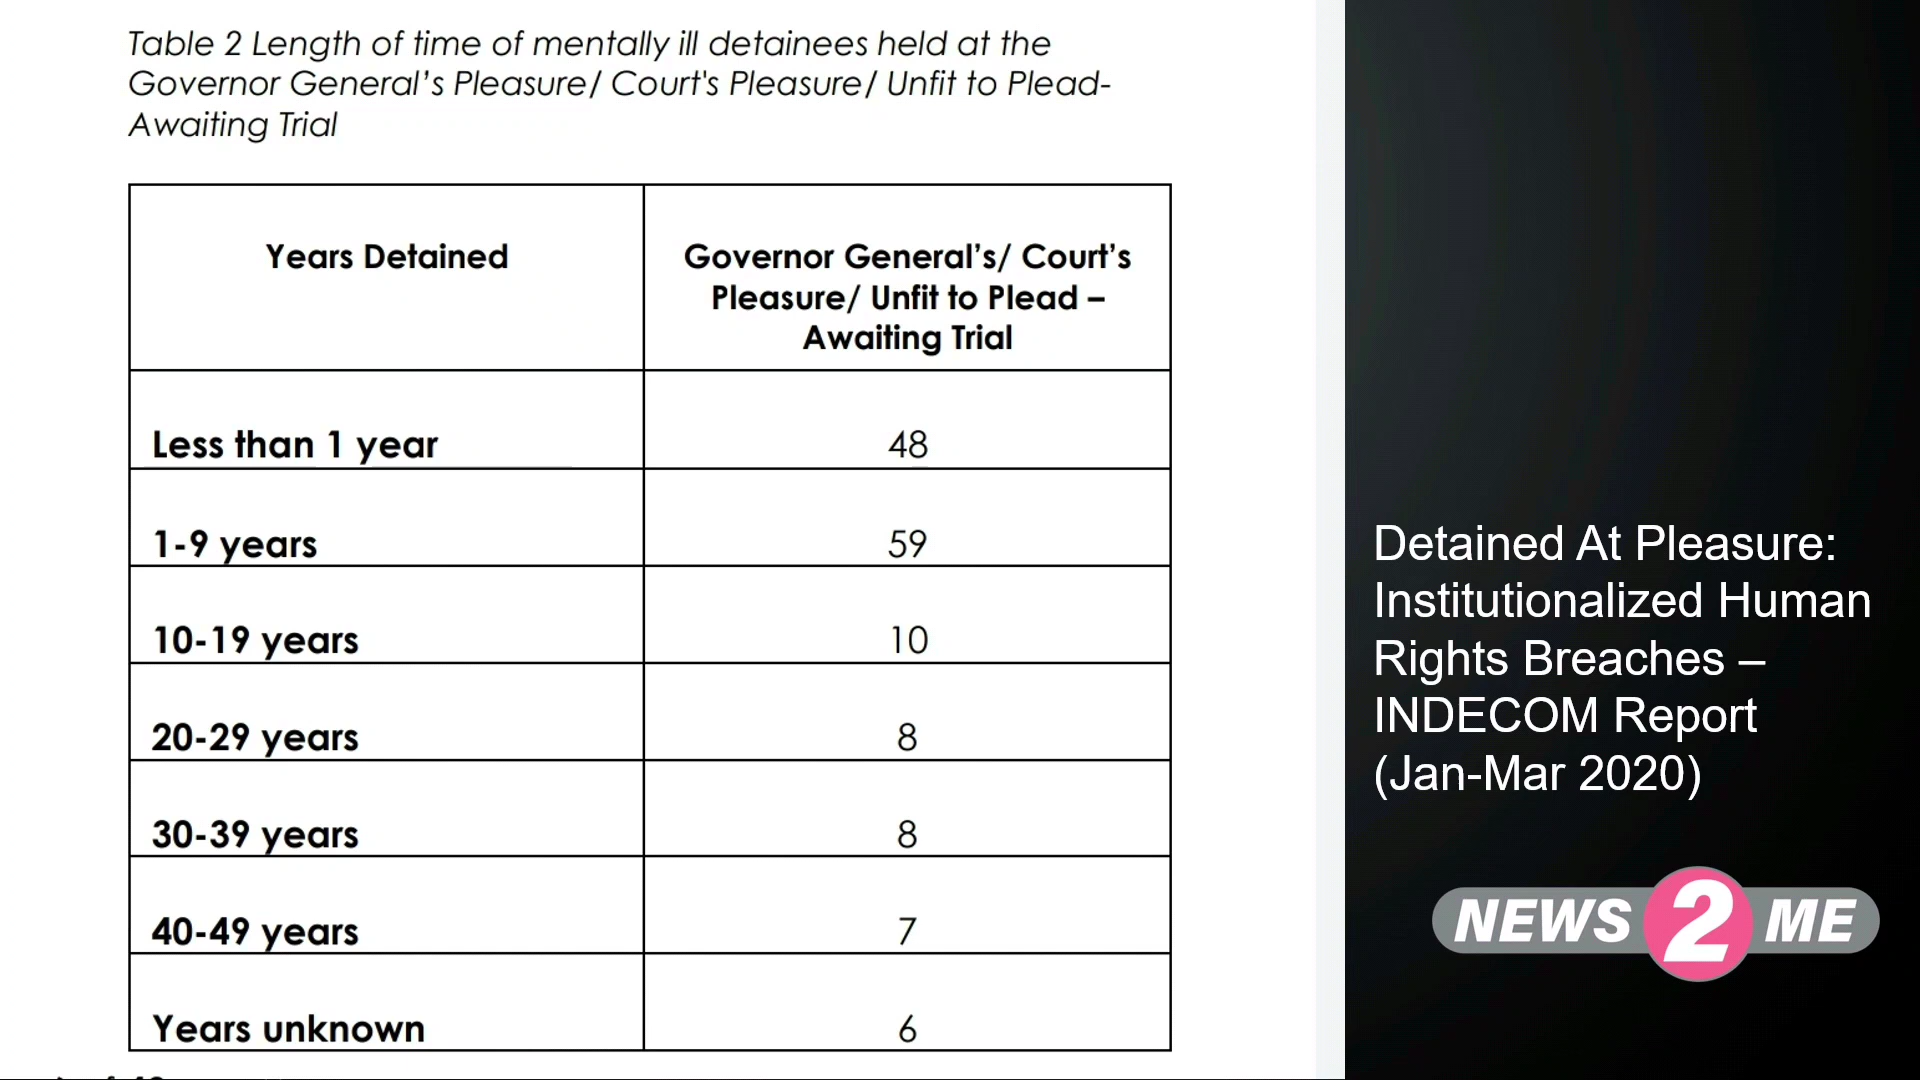 Table 2 Length of time of mentally ill detainees held at the
Governor General’s Pleasure/ Court's Pleasure/ Unfit to Plead-
Awaiting Trial
Years Detained
Governor General’s/ Court’s
Pleasure/ Unfit to Plead –
Awaiting Trial
Less than 1 year 48
1-9 years 59
10-19 years 10
20-29 years 8
30-39 years 8
40-49 years 7
Years unknown 6
Detained At Pleasure:
Institutionalized Human
Rights Breaches –
INDECOM Report
(Jan-Mar 2020)
NEWS 2 ME